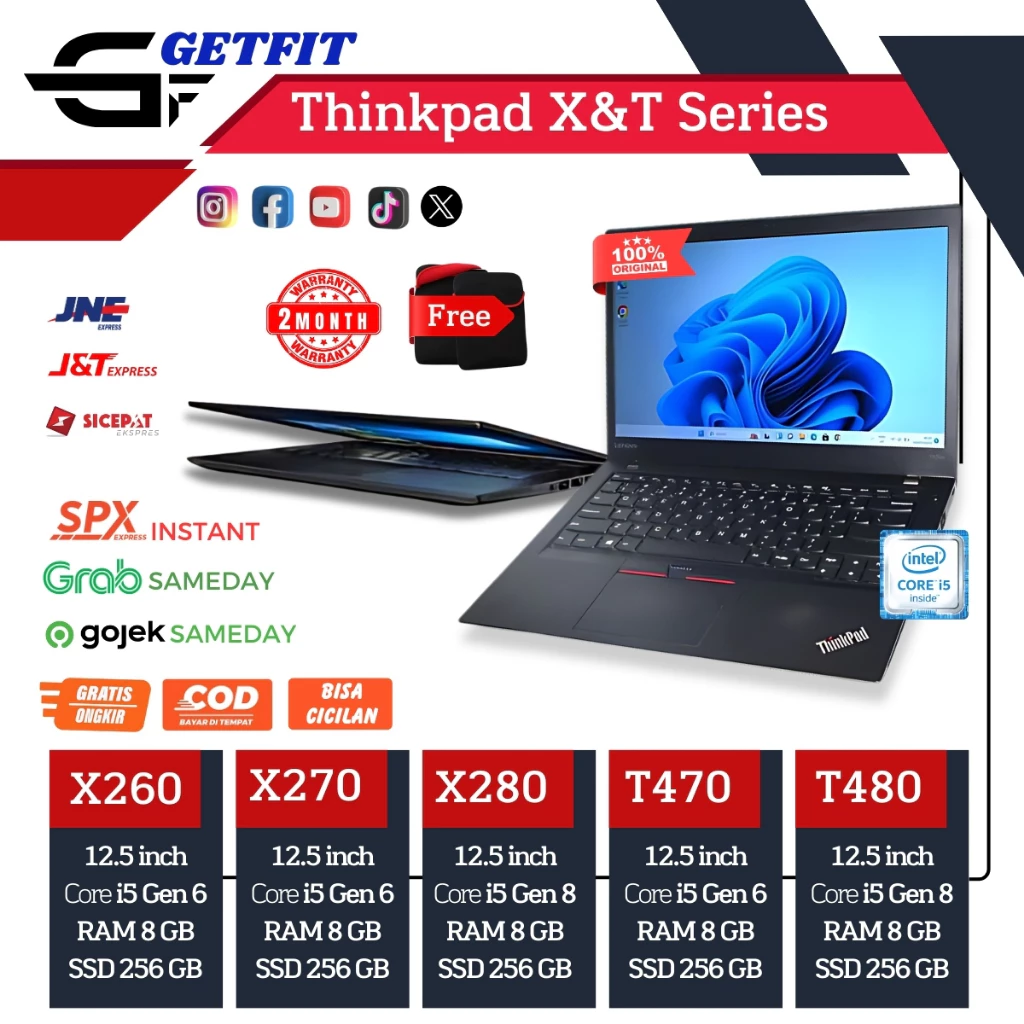 GF
GETFIT
Thinkpad X&T Series
100%
ORIGINAL
WARRANTY
2 MONTH
WARRANTY
Free
JNE
EXPRESS
J&T EXPRESS
SICEPAT
EKSPRES
SPX
EXPRESS
INSTANT
Grab SAMEDAY
gojek SAMEDAY
Lenovo
intel
CORE i5
inside™
ThinkPad
GRATIS
ONGKIR
COD
BAYAR DI TEMPAT
BISA
CICILAN
X260
12.5 inch
Core i5 Gen 6
RAM 8 GB
SSD 256 GB
X270
12.5 inch
Core i5 Gen 6
RAM 8 GB
SSD 256 GB
X280
12.5 inch
Core i5 Gen 8
RAM 8 GB
SSD 256 GB
T470
12.5 inch
Core i5 Gen 6
RAM 8 GB
SSD 256 GB
T480
12.5 inch
Core i5 Gen 8
RAM 8 GB
SSD 256 GB